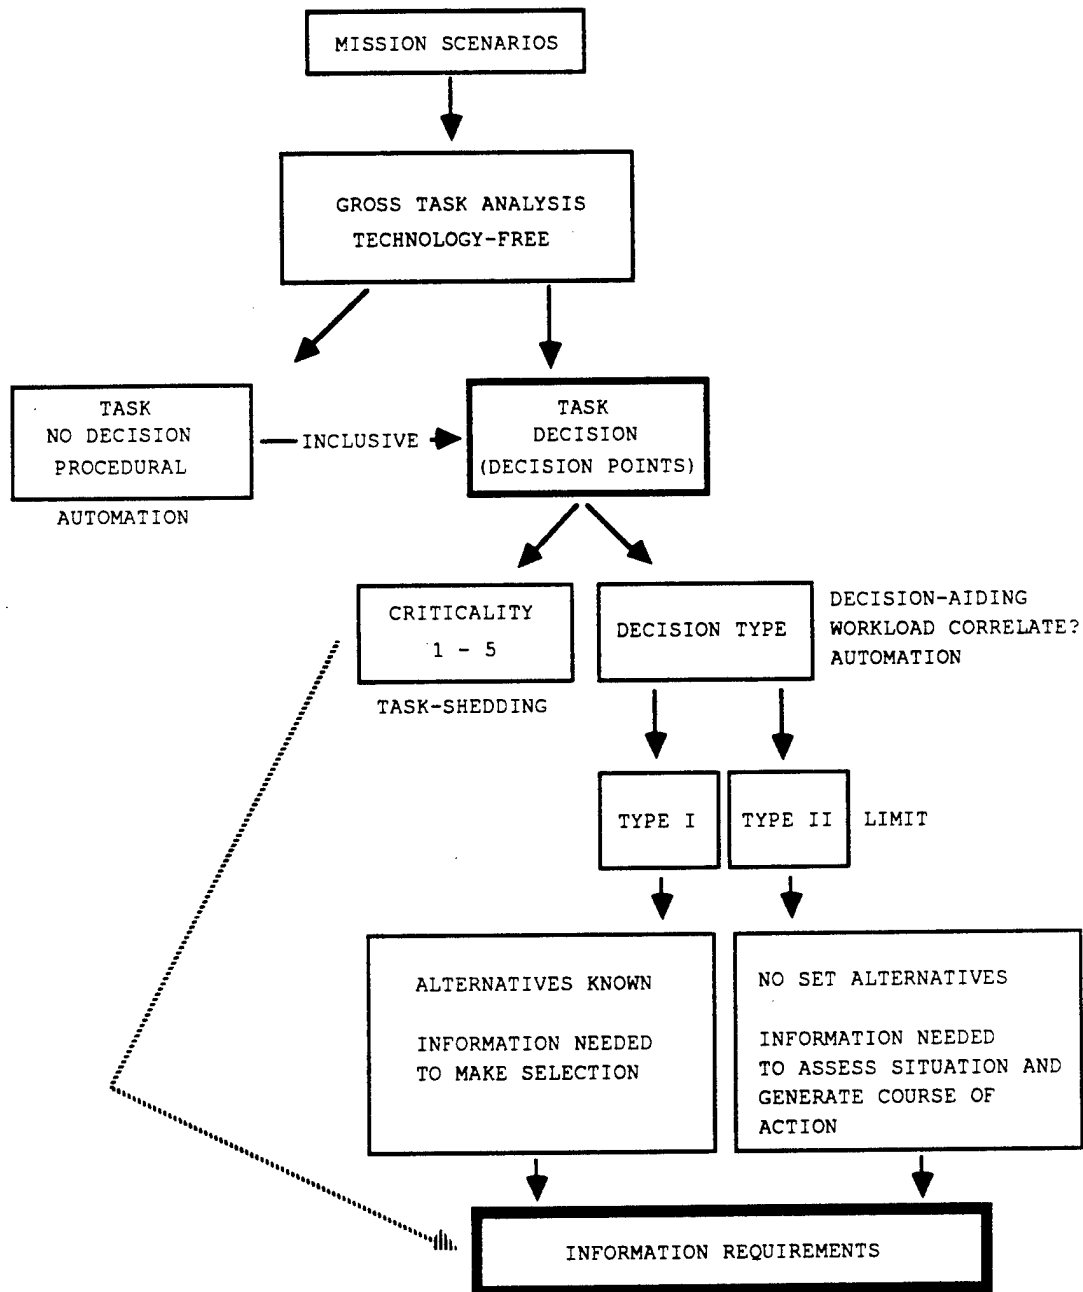 MISSION SCENARIOS
GROSS TASK ANALYSIS
TECHNOLOGY-FREE
TASK
NO DECISION
PROCEDURAL
AUTOMATION
INCLUSIVE
TASK
DECISION
(DECISION POINTS)
CRITICALITY
1 - 5
TASK-SHEDDING
DECISION TYPE
DECISION-AIDING
WORKLOAD CORRELATE?
AUTOMATION
TYPE I
TYPE II
LIMIT
ALTERNATIVES KNOWN
INFORMATION NEEDED
TO MAKE SELECTION
NO SET ALTERNATIVES
INFORMATION NEEDED
TO ASSESS SITUATION AND
GENERATE COURSE OF
ACTION
INFORMATION REQUIREMENTS